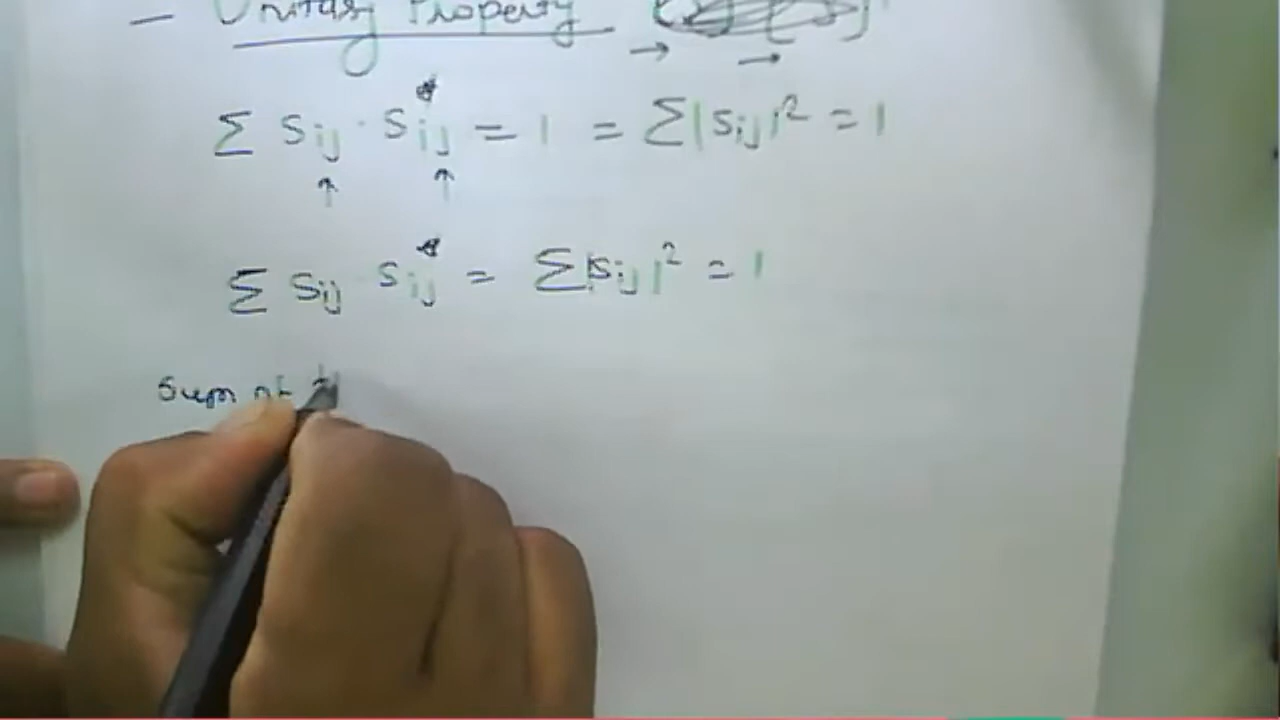 - Unitary Property
Σ Sij · Sij* = 1 = Σ|Sij|² = 1
Σ Sij · Sij* = Σ|Sij|² = 1
Sum of